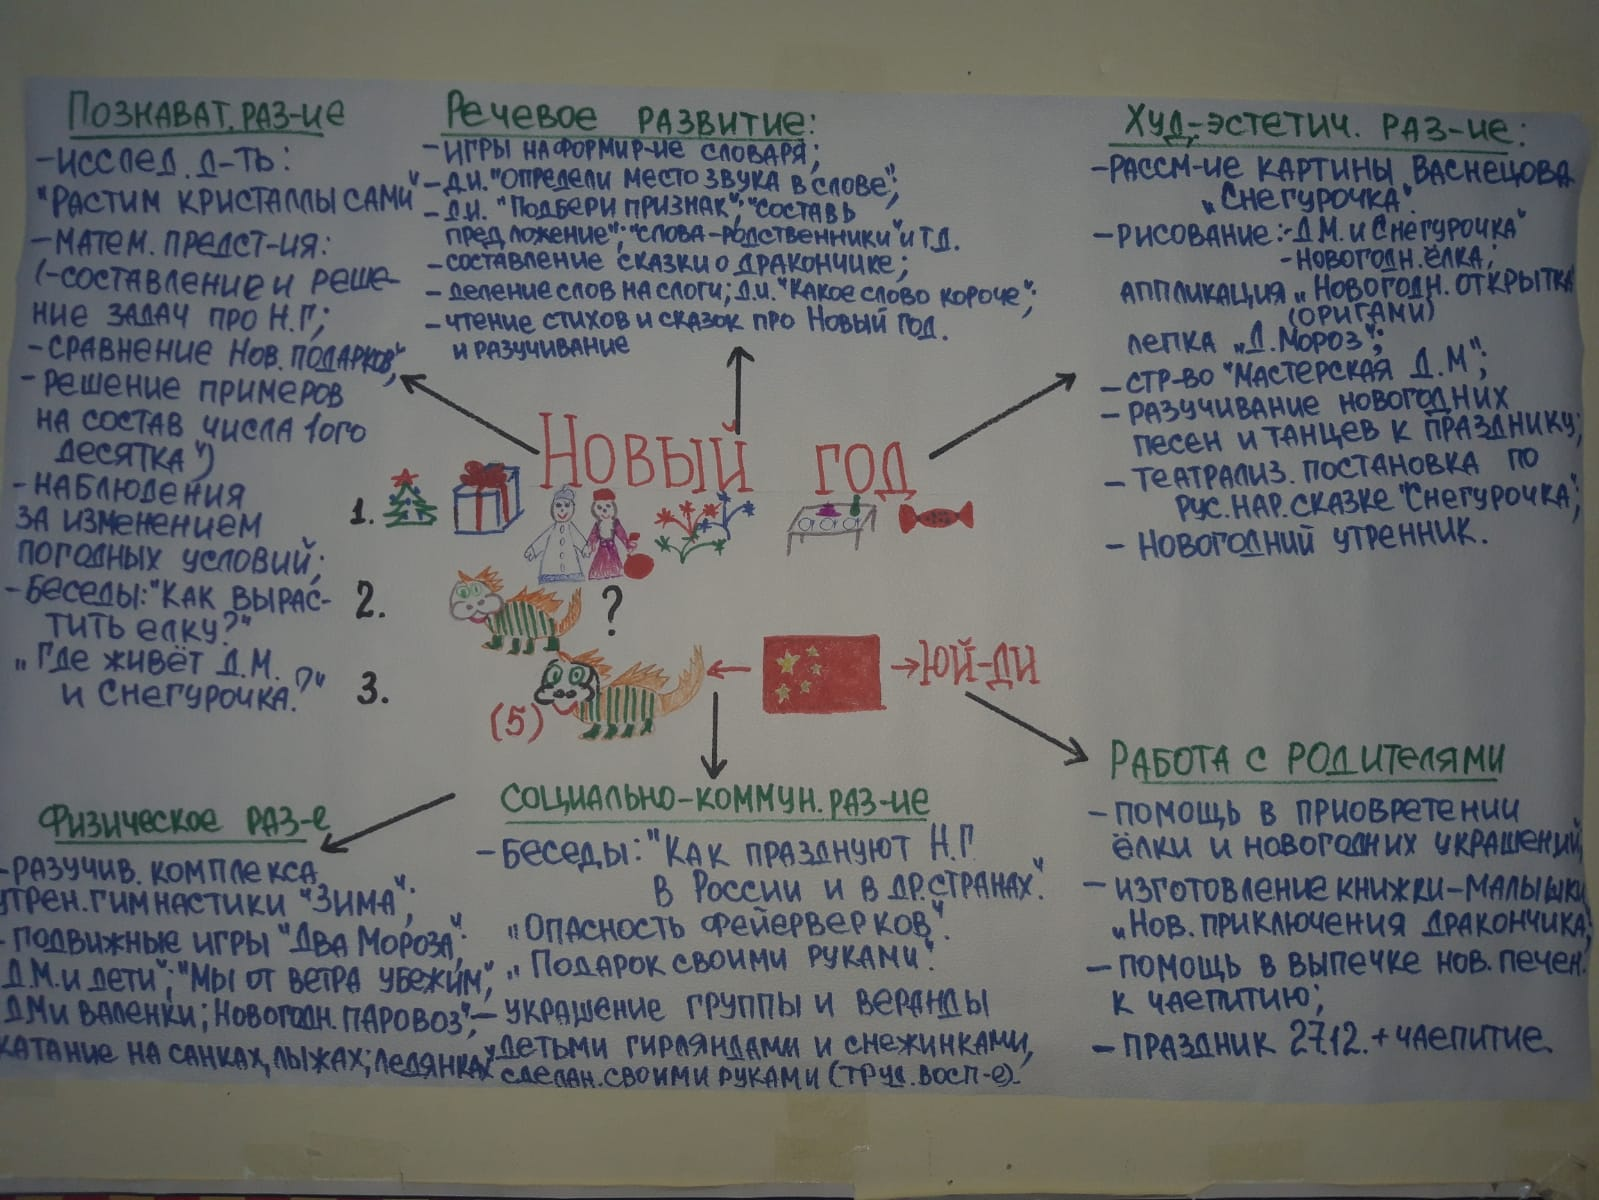 ПОЗНАВАТ. РАЗ-ИЕ
-ИССЛЕД. Д-ТЬ:
"РАСТИМ КРИСТАЛЛЫ САМИ"
-МАТЕМ. ПРЕДСТ-ИЯ:
(-СОСТАВЛЕНИЕ И РЕШЕ-
НИЕ ЗАДАЧ ПРО Н.Г;
-СРАВНЕНИЕ НОВ. ПОДАРКОВ;
-РЕШЕНИЕ ПРИМЕРОВ
НА СОСТАВ ЧИСЛА 1ОГО
ДЕСЯТКА")
-НАБЛЮДЕНИЯ
ЗА ИЗМЕНЕНИЕМ
ПОГОДНЫХ УСЛОВИЙ;
-БЕСЕДЫ: "КАК ВЫРАС-
ТИТЬ ЕЛКУ?"
"ГДЕ ЖИВЁТ Д.М.
И СНЕГУРОЧКА?"
РЕЧЕВОЕ РАЗВИТИЕ:
-ИГРЫ НА ФОРМИР-ИЕ СЛОВАРЯ;
-Д.И. "ОПРЕДЕЛИ МЕСТО ЗВУКА В СЛОВЕ";
-Д.И. "ПОДБЕРИ ПРИЗНАК"; "СОСТАВЬ
ПРЕДЛОЖЕНИЕ"; "СЛОВА-РОДСТВЕННИКИ" И Т.Д.
-СОСТАВЛЕНИЕ СКАЗКИ О ДРАКОНЧИКЕ;
-ДЕЛЕНИЕ СЛОВ НА СЛОГИ; Д.И. "КАКОЕ СЛОВО КОРОЧЕ";
-ЧТЕНИЕ СТИХОВ И СКАЗОК ПРО НОВЫЙ ГОД.
И РАЗУЧИВАНИЕ
ХУД.-ЭСТЕТИЧ. РАЗ-ИЕ:
-РАССМ-ИЕ КАРТИНЫ ВАСНЕЦОВА
"СНЕГУРОЧКА".
-РИСОВАНИЕ:-Д.М. И СНЕГУРОЧКА"
-НОВОГОДН. ЁЛКА;
АППЛИКАЦИЯ "НОВОГОДН. ОТКРЫТКА"
(ОРИГАМИ)
ЛЕПКА "Д. МОРОЗ";
-СТР-ВО "МАСТЕРСКАЯ Д.М";
-РАЗУЧИВАНИЕ НОВОГОДНИХ
ПЕСЕН И ТАНЦЕВ К ПРАЗДНИКУ;
-ТЕАТРАЛИЗ. ПОСТАНОВКА ПО
РУС. НАР. СКАЗКЕ "СНЕГУРОЧКА";
-НОВОГОДНИЙ УТРЕННИК.
НОВЫЙ ГОД
1.
2.
?
3.
(5)
ЮЙ-ДИ
ФИЗИЧЕСКОЕ РАЗ-Е
-РАЗУЧИВ. КОМПЛЕКСА
УТРЕН. ГИМНАСТИКИ "ЗИМА";
-ПОДВИЖНЫЕ ИГРЫ "ДВА МОРОЗА";
Д.М. И ДЕТИ"; "МЫ ОТ ВЕТРА УБЕЖИМ",
ДМ И ВАЛЕНКИ; НОВОГОДН. ПАРОВОЗ",
КАТАНИЕ НА САНКАХ, ЛЫЖАХ; ЛЕДЯНКАХ
СОЦИАЛЬНО-КОММУН. РАЗ-ИЕ
-БЕСЕДЫ: "КАК ПРАЗДНУЮТ Н.Г.
В РОССИИ И В ДР. СТРАНАХ".
"ОПАСНОСТЬ ФЕЙЕРВЕРКОВ".
"ПОДАРОК СВОИМИ РУКАМИ".
-УКРАШЕНИЕ ГРУППЫ И ВЕРАНДЫ
ДЕТЬМИ ГИРЛЯНДАМИ И СНЕЖИНКАМИ,
СДЕЛАН. СВОИМИ РУКАМИ (ТРУД. ВОСП-Е).
РАБОТА С РОДИТЕЛЯМИ
-ПОМОЩЬ В ПРИОБРЕТЕНИИ
ЁЛКИ И НОВОГОДНИХ УКРАШЕНИЙ;
-ИЗГОТОВЛЕНИЕ КНИЖКИ-МАЛЫШКИ
"НОВ. ПРИКЛЮЧЕНИЯ ДРАКОНЧИКА;
-ПОМОЩЬ В ВЫПЕЧКЕ НОВ. ПЕЧЕН.
К ЧАЕПИТИЮ;
-ПРАЗДНИК 27.12. + ЧАЕПИТИЕ.